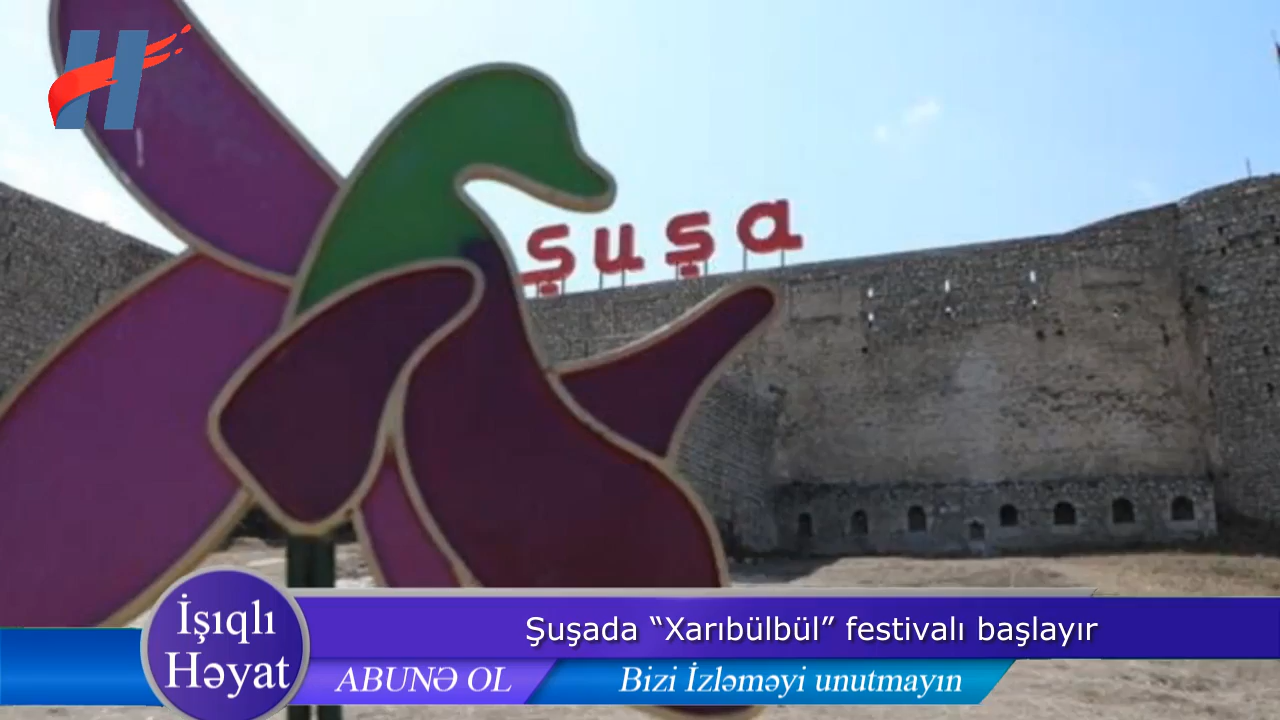 H
Şuşa
İşıqlı
Həyat
Şuşada “Xarıbülbül” festivalı başlayır
ABUNƏ OL
Bizi İzləməyi unutmayın